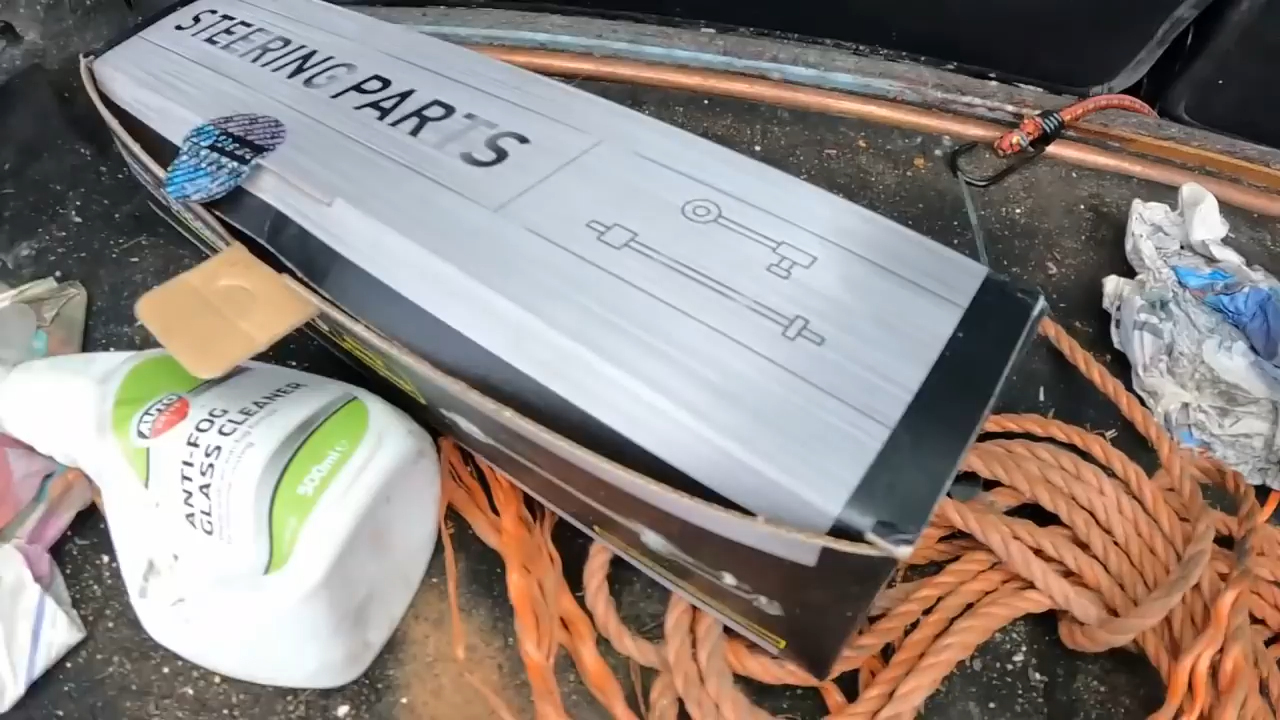 STEERING PARTS
AUTO
ANTI-FOG
GLASS CLEANER
500ml e